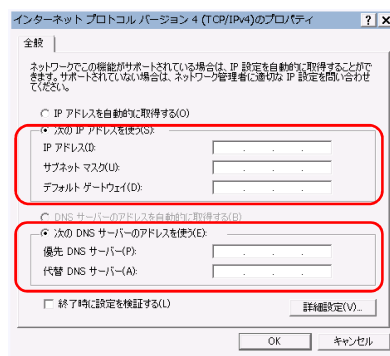 インターネット プロトコル バージョン 4 (TCP/IPv4)のプロパティ ? x
全般
ネットワークでこの機能がサポートされている場合は、IP 設定を自動的に取得することがで
きます。サポートされていない場合は、ネットワーク管理者に適切な IP 設定を問い合わせ
てください。
IP アドレスを自動的に取得する(O)
次の IP アドレスを使う(S):
IP アドレス(I):
サブネット マスク(U):
デフォルト ゲートウェイ(D):
DNS サーバーのアドレスを自動的に取得する(B)
次の DNS サーバーのアドレスを使う(E):
優先 DNS サーバー(P):
代替 DNS サーバー(A):
終了時に設定を検証する(L)
詳細設定(V)...
OK キャンセル